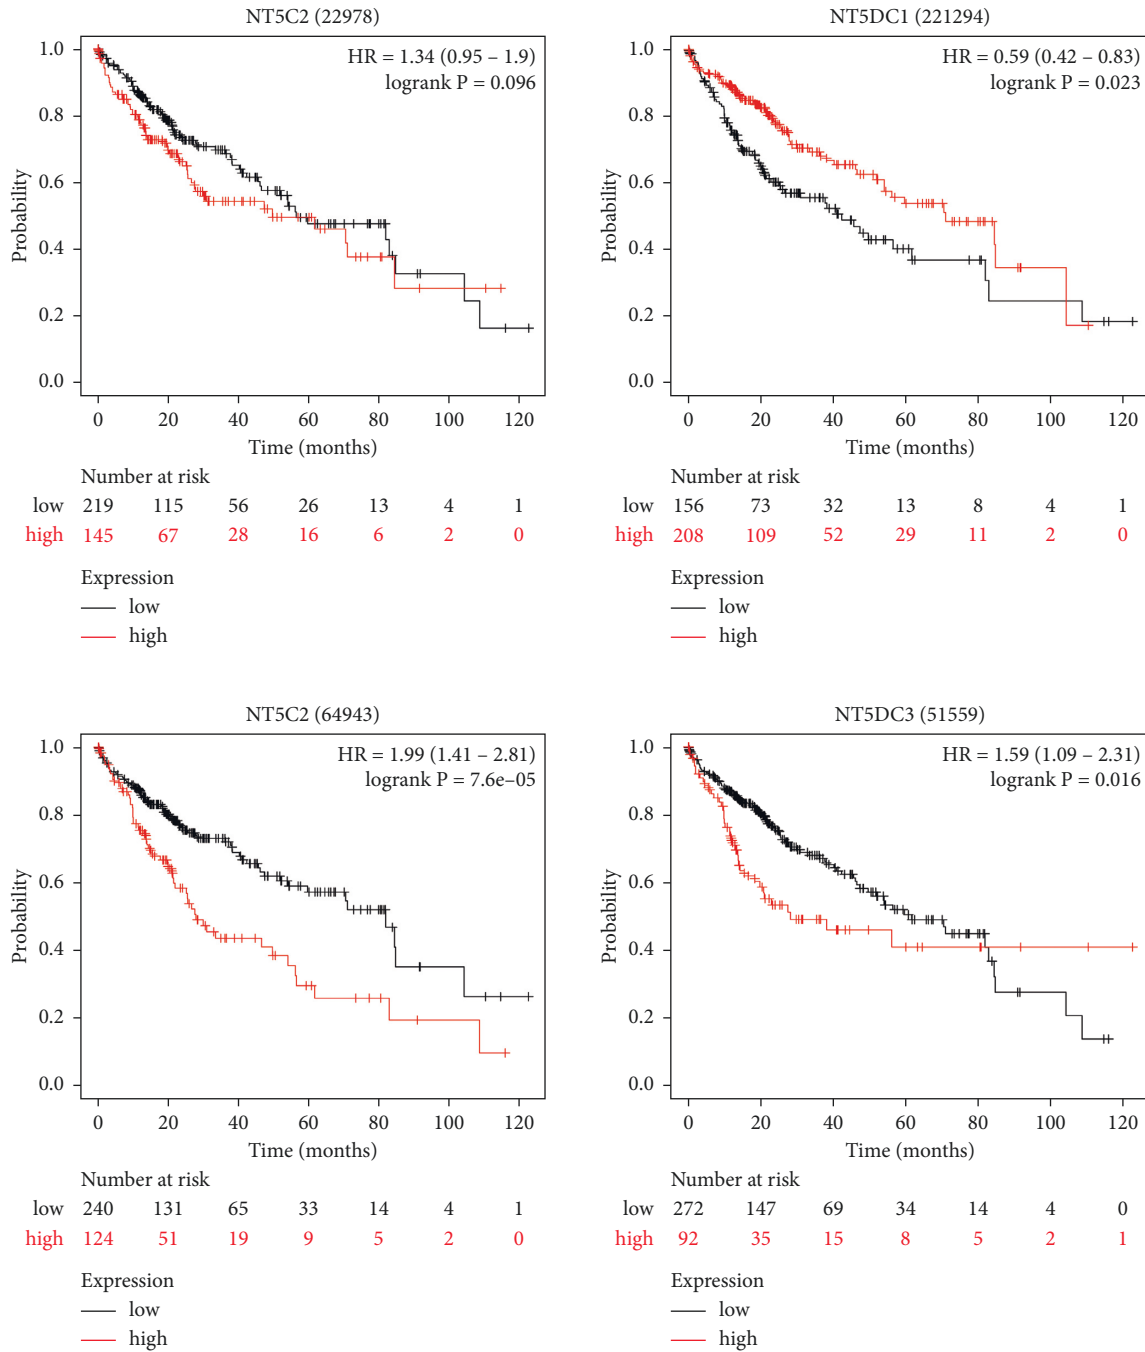 NT5C2 (22978)
HR = 1.34 (0.95 – 1.9)
logrank P = 0.096
Probability
1.0
0.8
0.6
0.4
0.2
0.0
0 20 40 60 80 100 120
Time (months)
Number at risk
low 219 115 56 26 13 4 1
high 145 67 28 16 6 2 0
Expression
low
high
NT5DC1 (221294)
HR = 0.59 (0.42 – 0.83)
logrank P = 0.023
Probability
1.0
0.8
0.6
0.4
0.2
0.0
0 20 40 60 80 100 120
Time (months)
Number at risk
low 156 73 32 13 8 4 1
high 208 109 52 29 11 2 0
Expression
low
high
NT5C2 (64943)
HR = 1.99 (1.41 – 2.81)
logrank P = 7.6e–05
Probability
1.0
0.8
0.6
0.4
0.2
0.0
0 20 40 60 80 100 120
Time (months)
Number at risk
low 240 131 65 33 14 4 1
high 124 51 19 9 5 2 0
Expression
low
high
NT5DC3 (51559)
HR = 1.59 (1.09 – 2.31)
logrank P = 0.016
Probability
1.0
0.8
0.6
0.4
0.2
0.0
0 20 40 60 80 100 120
Time (months)
Number at risk
low 272 147 69 34 14 4 0
high 92 35 15 8 5 2 1
Expression
low
high